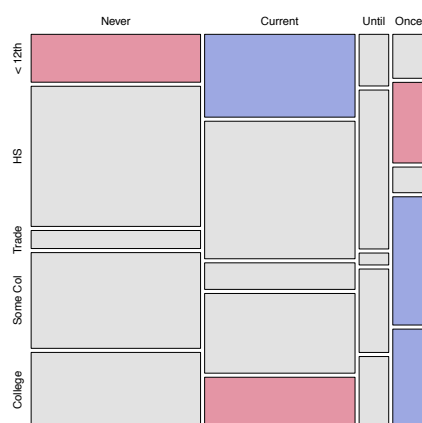 Never Current Until Once
< 12th
HS
Trade
Some Col
College